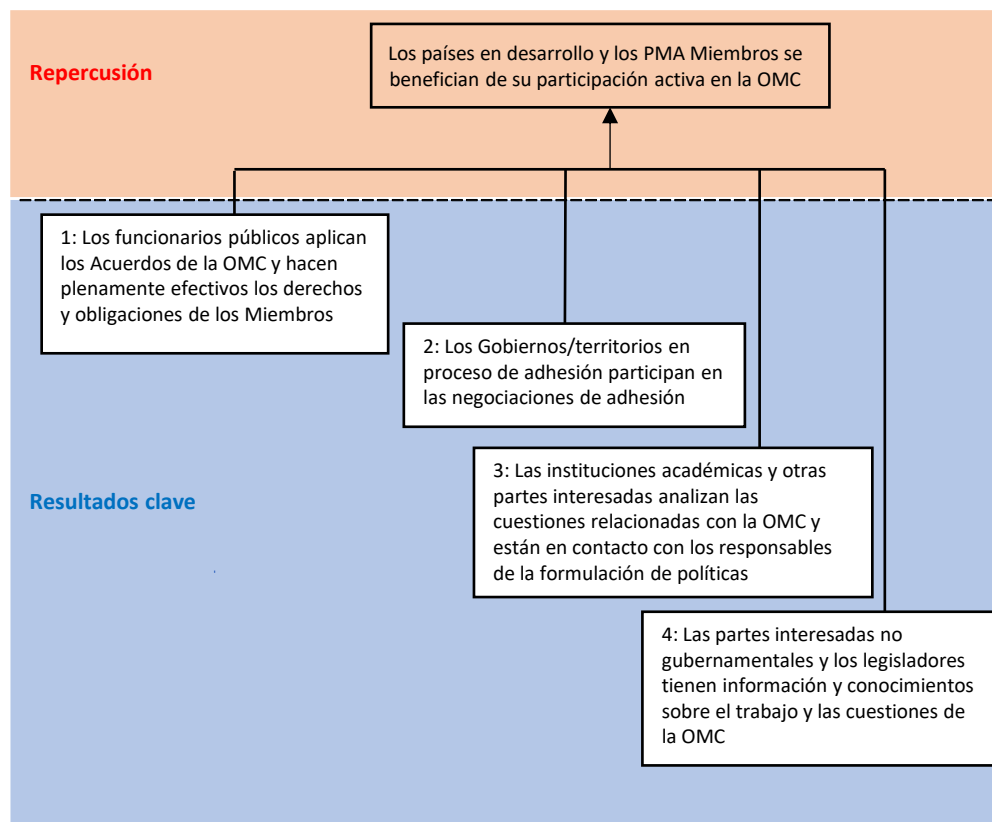 Repercusión
Los países en desarrollo y los PMA Miembros se
benefician de su participación activa en la OMC
1: Los funcionarios públicos aplican
los Acuerdos de la OMC y hacen
plenamente efectivos los derechos
y obligaciones de los Miembros
2: Los Gobiernos/territorios en
proceso de adhesión participan en
las negociaciones de adhesión
Resultados clave
3: Las instituciones académicas y otras
partes interesadas analizan las
cuestiones relacionadas con la OMC y
están en contacto con los responsables
de la formulación de políticas
4: Las partes interesadas no
gubernamentales y los legisladores
tienen información y conocimientos
sobre el trabajo y las cuestiones de
la OMC